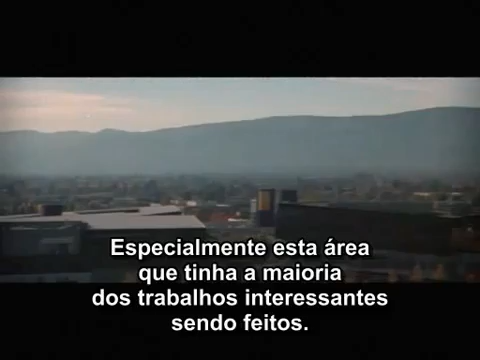 Especialmente esta área
que tinha a maioria
dos trabalhos interessantes
sendo feitos.